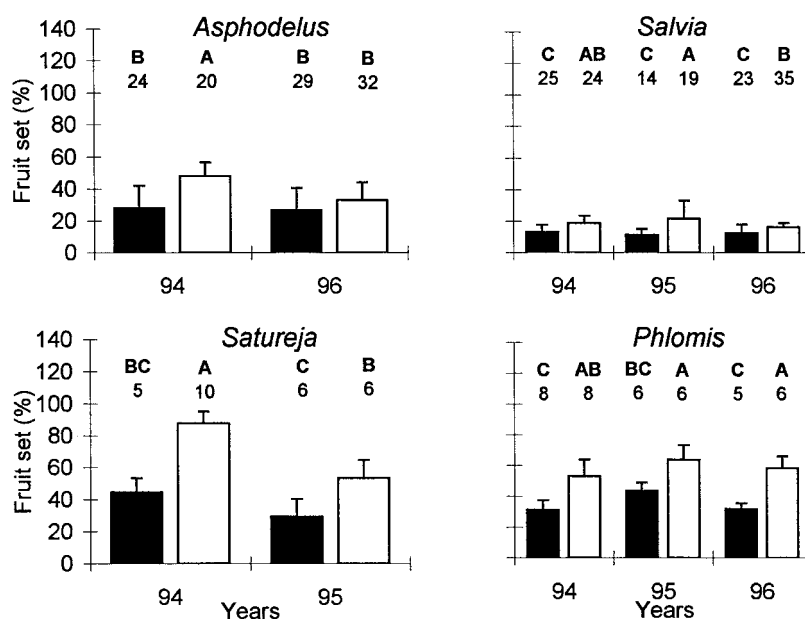 Asphodelus
Fruit set (%)
140
120
100
80
60
40
20
0
B A B B
24 20 29 32
94 96
Salvia
C AB C A C B
25 24 14 19 23 35
94 95 96
Satureja
Fruit set (%)
140
120
100
80
60
40
20
0
BC A C B
5 10 6 6
94 95
Years
Phlomis
C AB BC A C A
8 8 6 6 5 6
94 95 96
Years